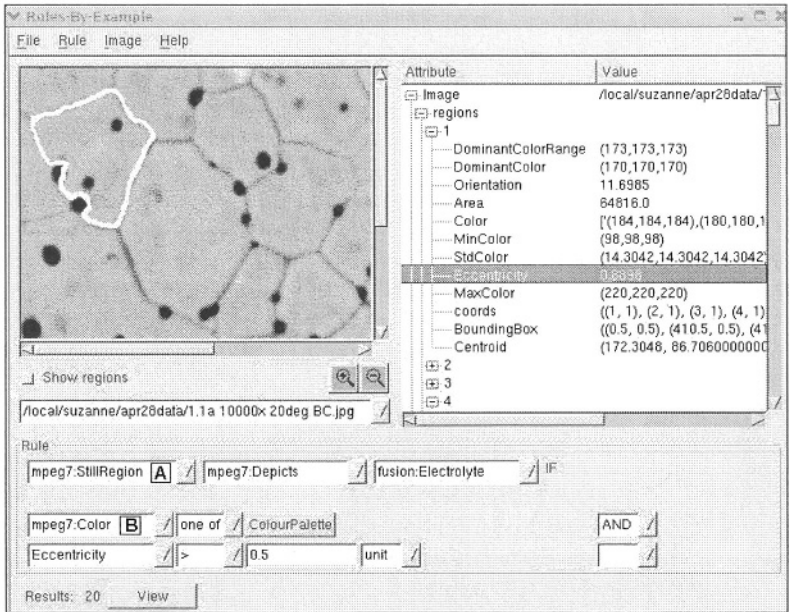 Rules-By-Example
File Rule Image Help
Attribute Value
Image /local/suzanne/apr28data/
regions
1
DominantColorRange (173,173,173)
DominantColor (170,170,170)
Orientation 11.6985
Area 64816.0
Color ['(184,184,184),(180,180,1
MinColor (98,98,98)
StdColor (14.3042,14.3042,14.3042
Eccentricity 0.6898
MaxColor (220,220,220)
coords ((1, 1), (2, 1), (3, 1), (4, 1)
BoundingBox ((0.5, 0.5), (410.5, 0.5), (41
Centroid (172.3048, 86.7060000000
2
3
4
Show regions
/local/suzanne/apr28data/1.1a 10000x 20deg BC.jpg
Rule
mpeg7:StillRegion A mpeg7:Depicts fusion:Electrolyte IF
mpeg7:Color B one of ColourPalette AND
Eccentricity > 0.5 unit
Results: 20 View